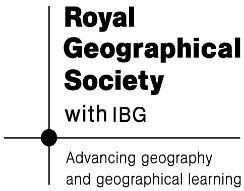 Royal
Geographical
Society
with IBG
Advancing geography
and geographical learning